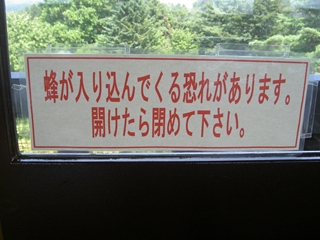 蜂が入り込んでくる恐れがあります。
開けたら閉めて下さい。